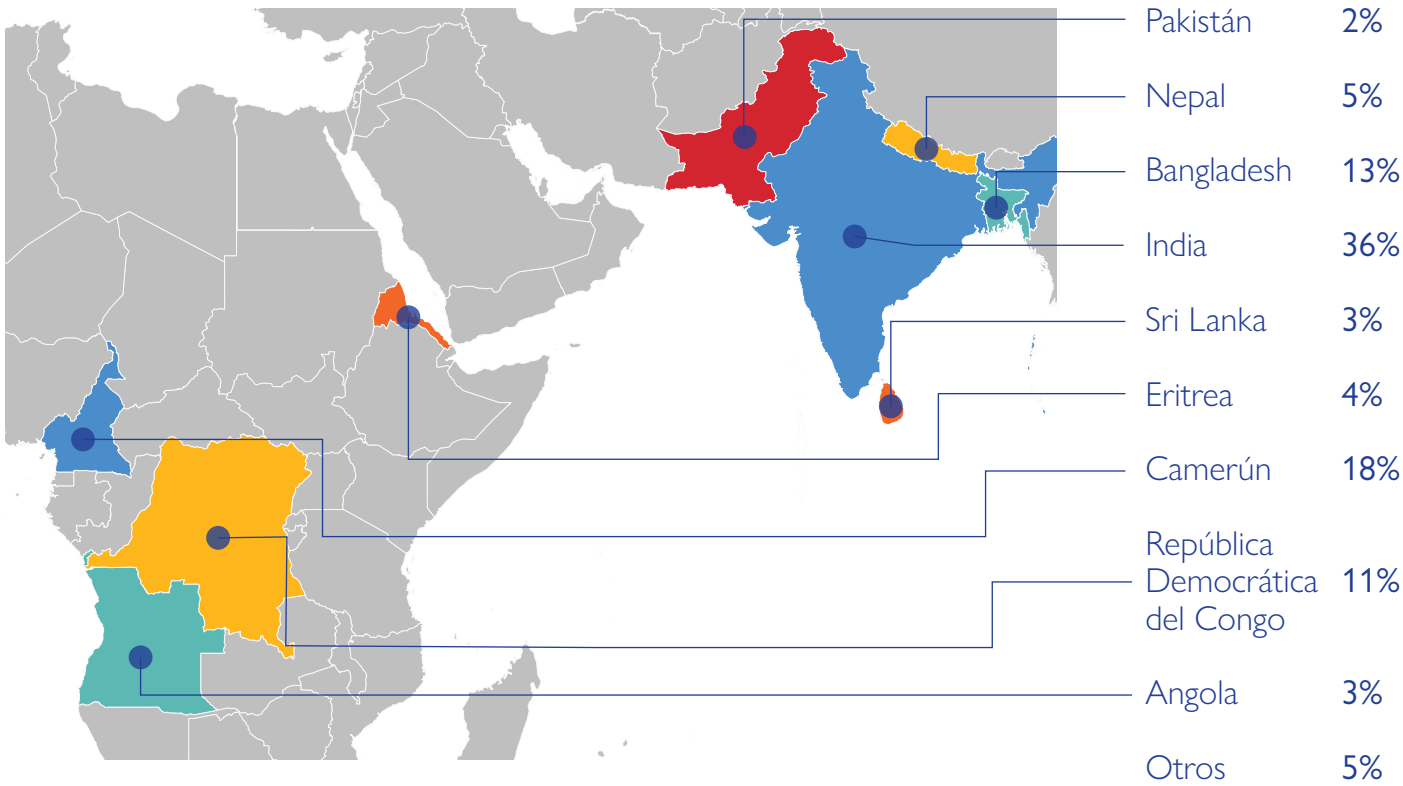 Pakistán 2%
Nepal 5%
Bangladesh 13%
India 36%
Sri Lanka 3%
Eritrea 4%
Camerún 18%
República
Democrática 11%
del Congo
Angola 3%
Otros 5%